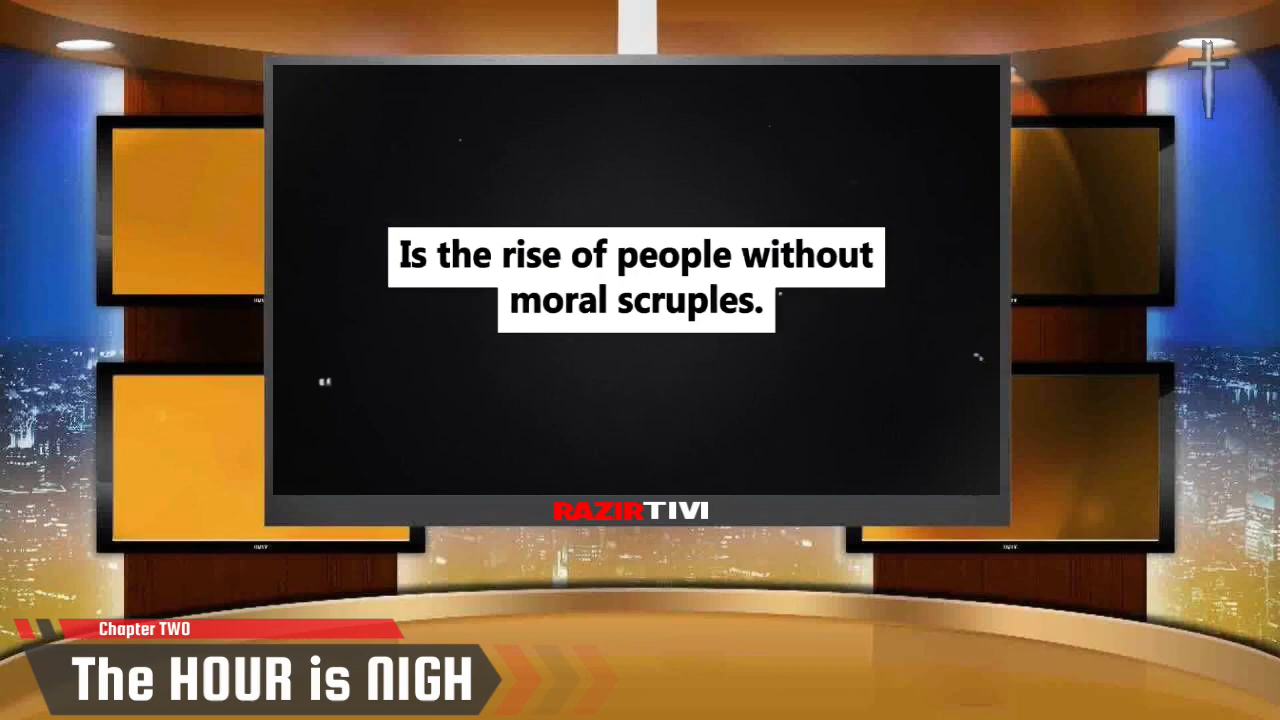 Is the rise of people without
moral scruples.
RAZIRTIVI
Chapter TWO
The HOUR is NIGH